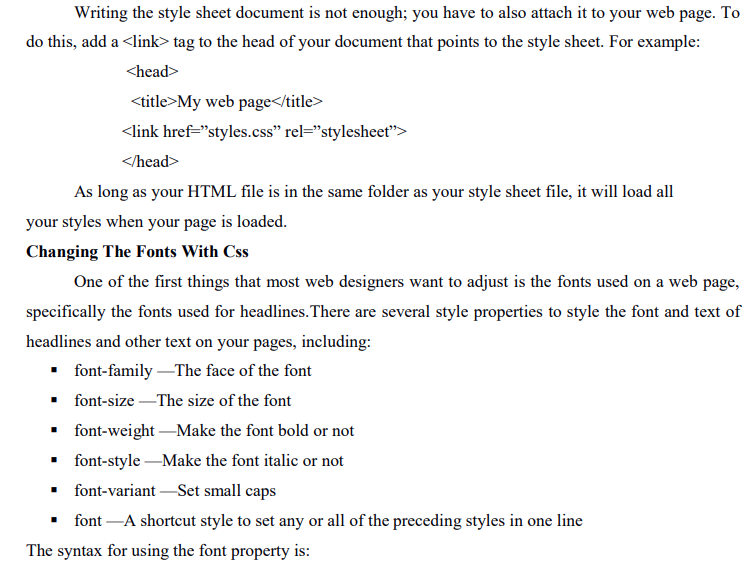 Writing the style sheet document is not enough; you have to also attach it to your web page. To
do this, add a <link> tag to the head of your document that points to the style sheet. For example:
<head>
<title>My web page</title>
<link href=”styles.css” rel=”stylesheet”>
</head>
As long as your HTML file is in the same folder as your style sheet file, it will load all
your styles when your page is loaded.
Changing The Fonts With Css
One of the first things that most web designers want to adjust is the fonts used on a web page,
specifically the fonts used for headlines.There are several style properties to style the font and text of
headlines and other text on your pages, including:
▪ font-family —The face of the font
▪ font-size —The size of the font
▪ font-weight —Make the font bold or not
▪ font-style —Make the font italic or not
▪ font-variant —Set small caps
▪ font —A shortcut style to set any or all of the preceding styles in one line
The syntax for using the font property is: